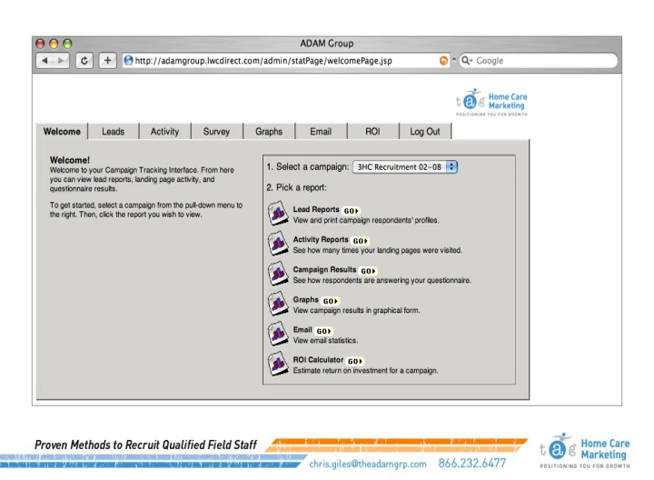 ADAM Group
http://adamgroup.lwcdirect.com/admin/statPage/welcomePage.jsp
Google
tag Home Care
Marketing
POSITIONING YOU FOR GROWTH
Welcome Leads Activity Survey Graphs Email ROI Log Out
Welcome!
Welcome to your Campaign Tracking Interface. From here
you can view lead reports, landing page activity, and
questionnaire results.
To get started, select a campaign from the pull-down menu to
the right. Then, click the report you wish to view.
1. Select a campaign: 3HC Recruitment 02-08
2. Pick a report:
Lead Reports GO
View and print campaign respondents' profiles.
Activity Reports GO
See how many times your landing pages were visited.
Campaign Results GO
See how respondents are answering your questionnaire.
Graphs GO
View campaign results in graphical form.
Email GO
View email statistics.
ROI Calculator GO
Estimate return on investment for a campaign.
Proven Methods to Recruit Qualified Field Staff
chris.giles@theadamgrp.com 866.232.6477
tag Home Care
Marketing
POSITIONING YOU FOR GROWTH